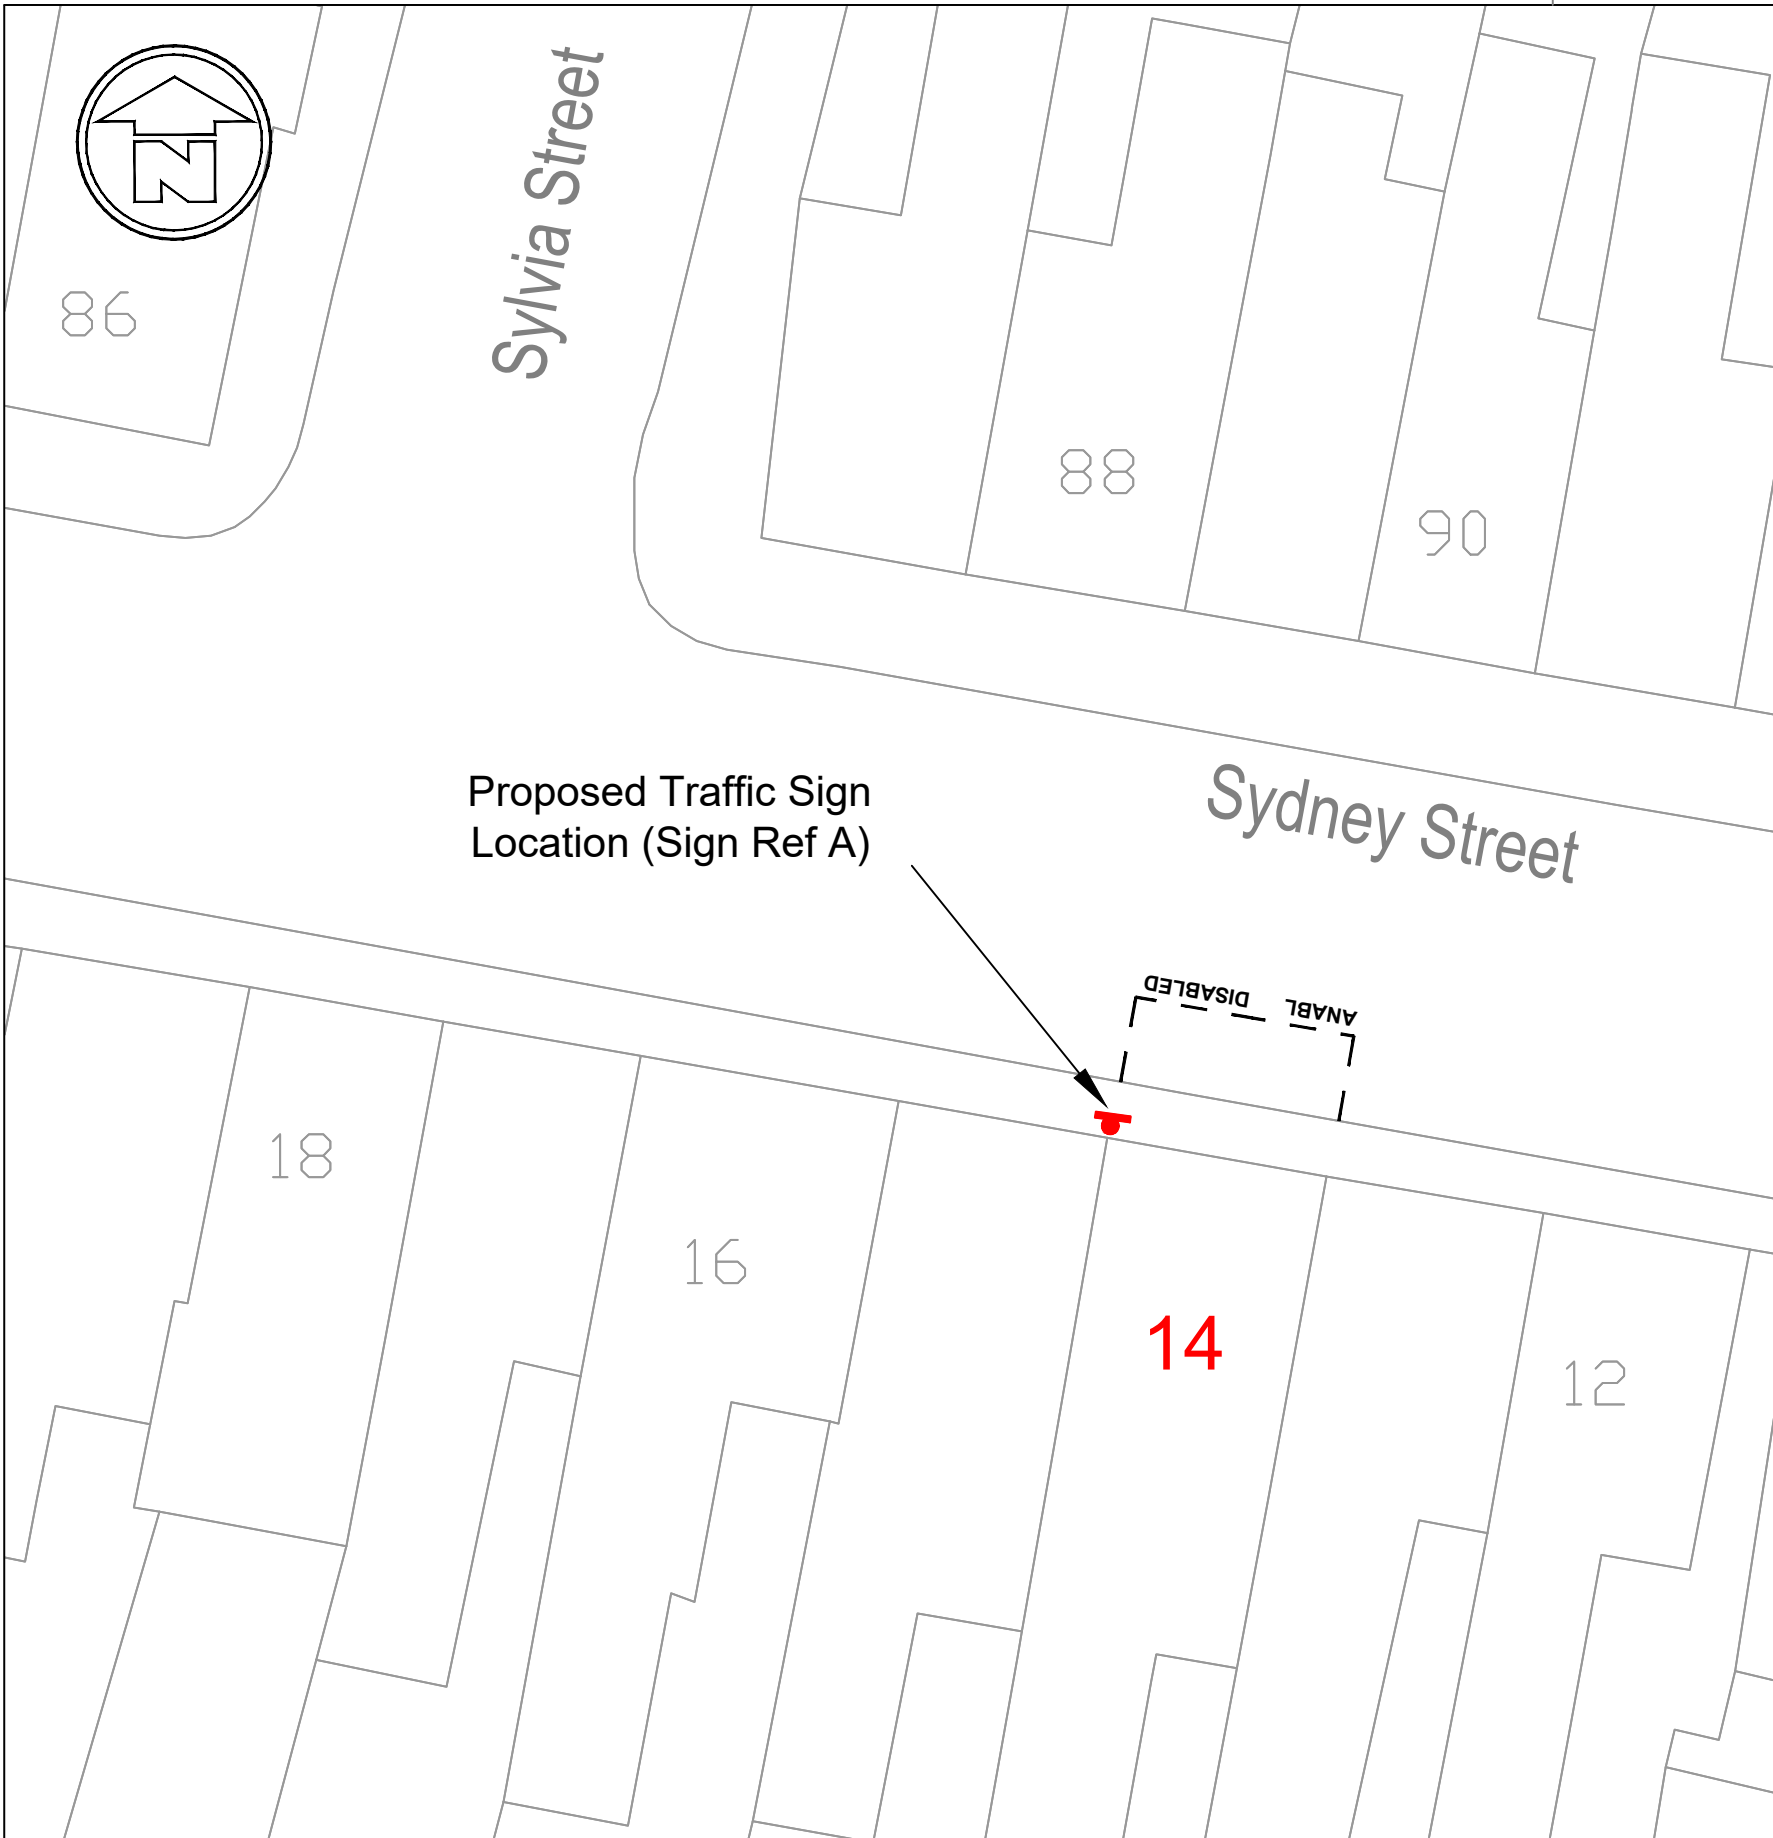 N
Sylvia Street
86
88
90
Proposed Traffic Sign
Location (Sign Ref A)
Sydney Street
DISABLED
ANABL
18
16
14
12